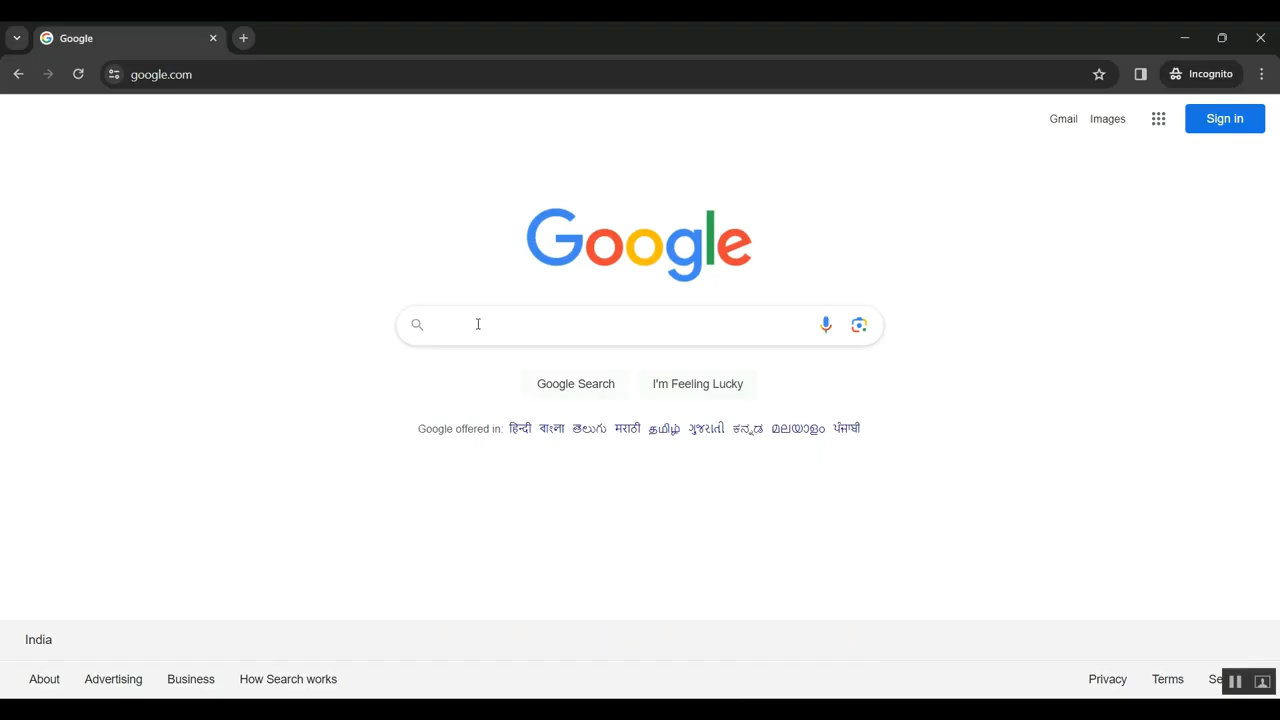 Google
google.com
Incognito
Gmail Images Sign in
Google
Google Search I'm Feeling Lucky
Google offered in: हिन्दी বাংলা తెలుగు मराठी தமிழ் ગુજરાતી ಕನ್ನಡ മലയാളം ਪੰਜਾਬੀ
India
About Advertising Business How Search works Privacy Terms Se